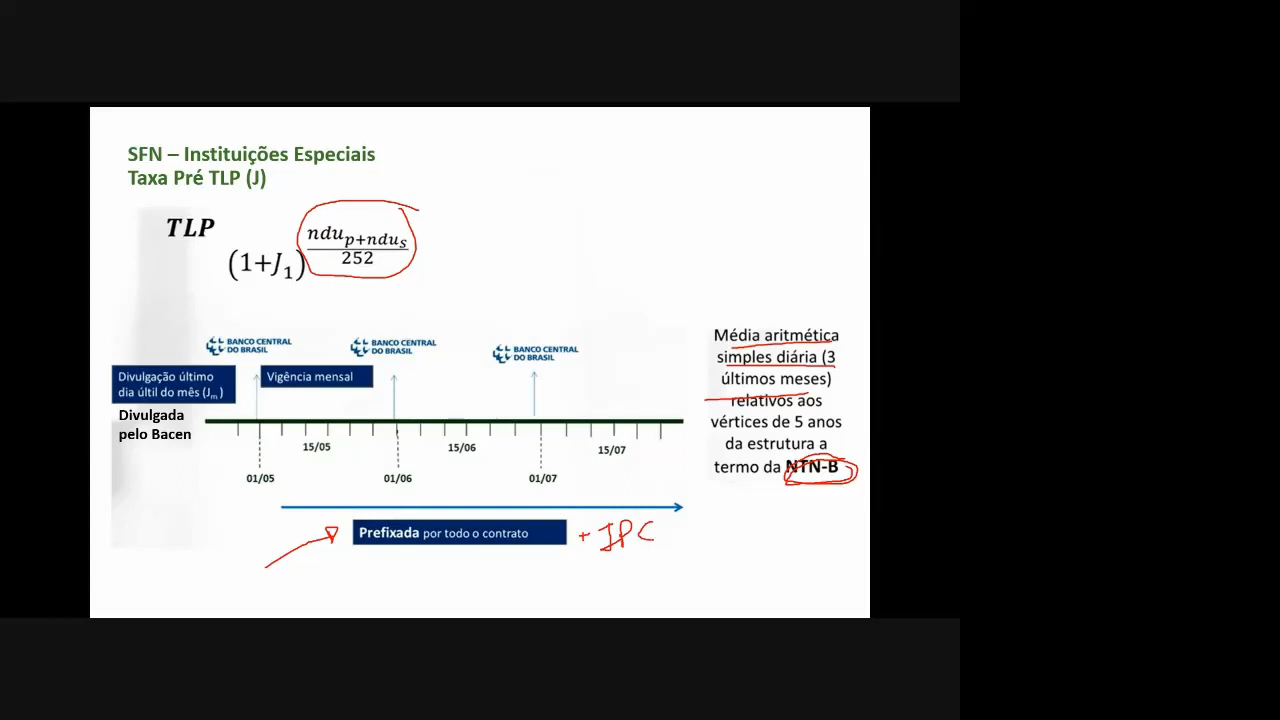 SFN – Instituições Especiais
Taxa Pré TLP (J)
TLP
(1+J₁)^((ndu_p+ndu_s)/252)
BANCO CENTRAL
DO BRASIL
BANCO CENTRAL
DO BRASIL
BANCO CENTRAL
DO BRASIL
Divulgação último
dia últil do mês (Jm)
Vigência mensal
Divulgada
pelo Bacen
15/05
15/06
15/07
01/05
01/06
01/07
Prefixada por todo o contrato
+ IPC
Média aritmética
simples diária (3
últimos meses)
relativos aos
vértices de 5 anos
da estrutura a
termo da NTN-B